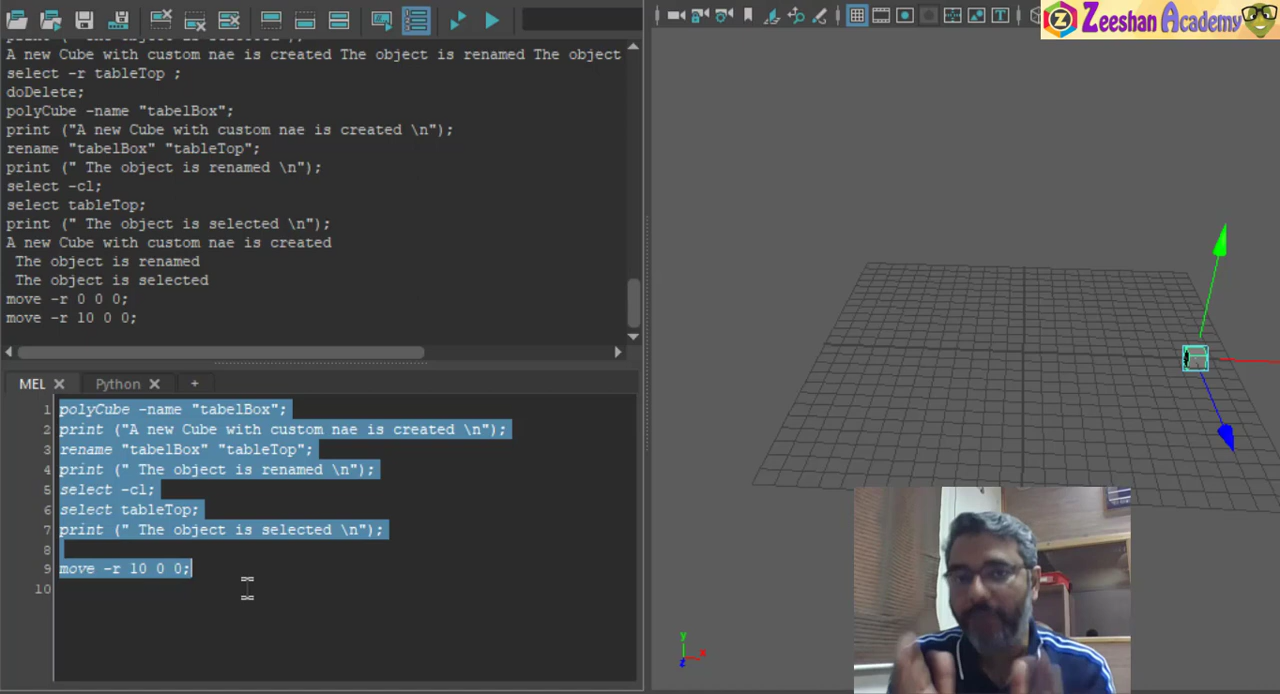 Zeeshan Academy
A new Cube with custom nae is created The object is renamed The object
select -r tableTop ;
doDelete;
polyCube -name "tabelBox";
print ("A new Cube with custom nae is created \n");
rename "tabelBox" "tableTop";
print (" The object is renamed \n");
select -cl;
select tableTop;
print (" The object is selected \n");
A new Cube with custom nae is created
The object is renamed
The object is selected
move -r 0 0 0;
move -r 10 0 0;
MEL
Python
1 polyCube -name "tabelBox";
2 print ("A new Cube with custom nae is created \n");
3 rename "tabelBox" "tableTop";
4 print (" The object is renamed \n");
5 select -cl;
6 select tableTop;
7 print (" The object is selected \n");
8
9 move -r 10 0 0;
10
y
x
z